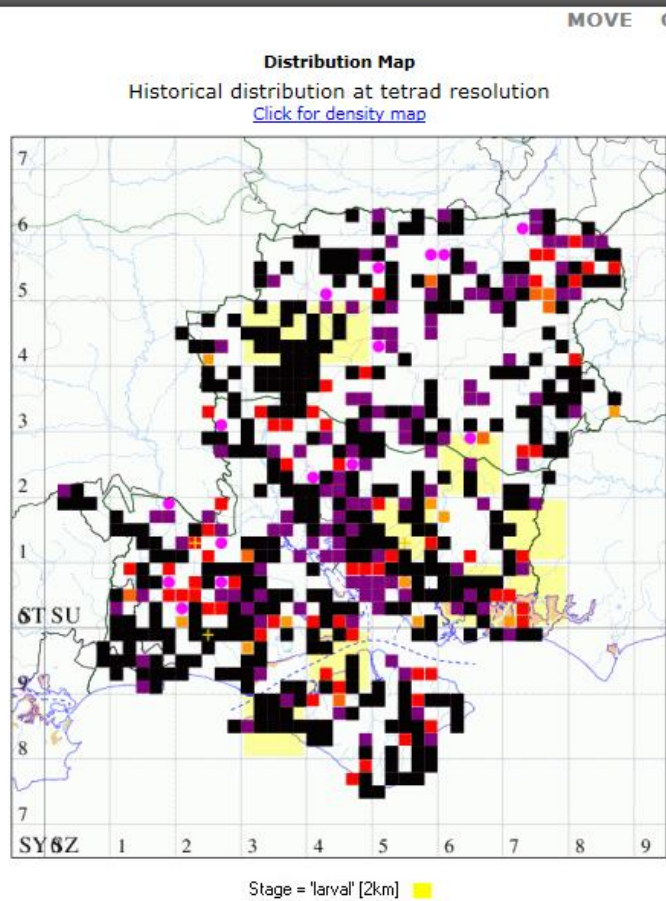 MOVE
Distribution Map
Historical distribution at tetrad resolution
Click for density map
7
6
5
4
3
2
1
ST SU
9
8
7
SY SZ 1 2 3 4 5 6 7 8 9
Stage = 'larval' [2km]